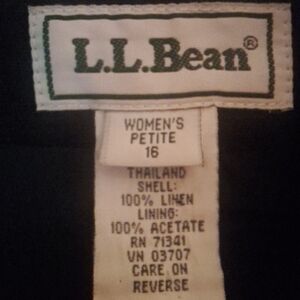 L.L.Bean®
WOMEN'S
PETITE
16
THAILAND
SHELL:
100% LINEN
LINING:
100% ACETATE
RN 71341
VN 03707
CARE ON
REVERSE